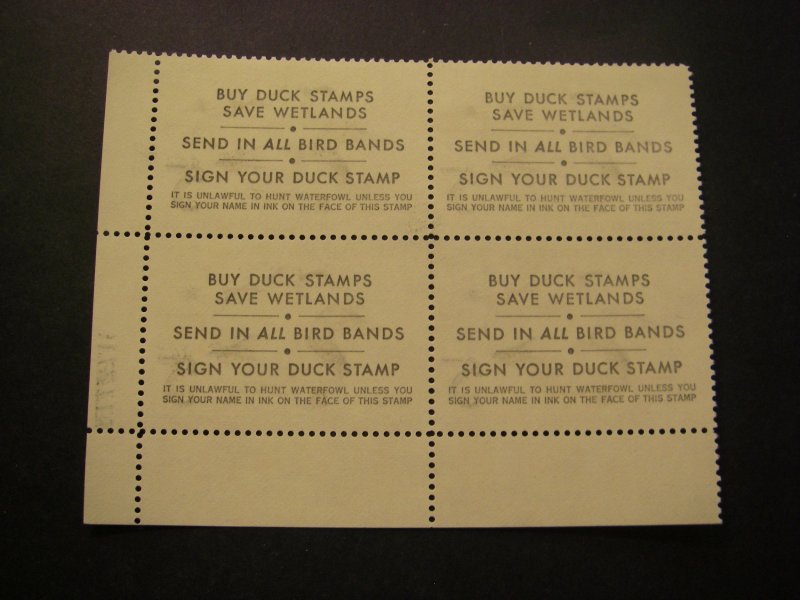 BUY DUCK STAMPS
SAVE WETLANDS
SEND IN ALL BIRD BANDS
SIGN YOUR DUCK STAMP
IT IS UNLAWFUL TO HUNT WATERFOWL UNLESS YOU
SIGN YOUR NAME IN INK ON THE FACE OF THIS STAMP
BUY DUCK STAMPS
SAVE WETLANDS
SEND IN ALL BIRD BANDS
SIGN YOUR DUCK STAMP
IT IS UNLAWFUL TO HUNT WATERFOWL UNLESS YOU
SIGN YOUR NAME IN INK ON THE FACE OF THIS STAMP
BUY DUCK STAMPS
SAVE WETLANDS
SEND IN ALL BIRD BANDS
SIGN YOUR DUCK STAMP
IT IS UNLAWFUL TO HUNT WATERFOWL UNLESS YOU
SIGN YOUR NAME IN INK ON THE FACE OF THIS STAMP
BUY DUCK STAMPS
SAVE WETLANDS
SEND IN ALL BIRD BANDS
SIGN YOUR DUCK STAMP
IT IS UNLAWFUL TO HUNT WATERFOWL UNLESS YOU
SIGN YOUR NAME IN INK ON THE FACE OF THIS STAMP